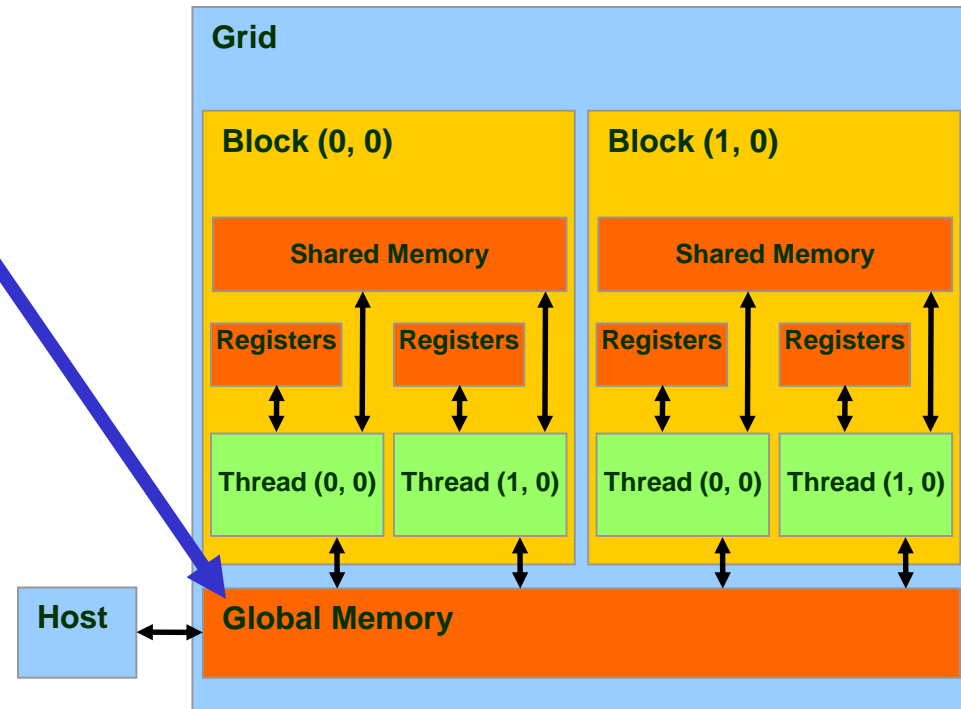 Grid
Block (0, 0)
Block (1, 0)
Shared Memory
Shared Memory
Registers
Registers
Registers
Registers
Thread (0, 0)
Thread (1, 0)
Thread (0, 0)
Thread (1, 0)
Host
Global Memory